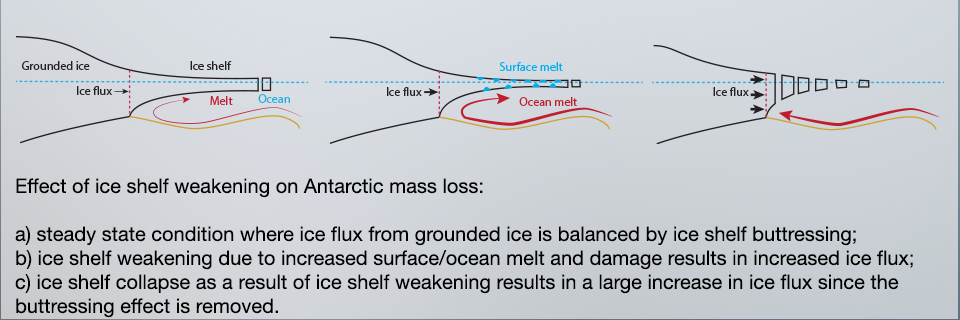 Grounded ice
Ice shelf
Ice flux
Melt
Ocean
Surface melt
Ice flux
Ocean melt
Ice flux
Effect of ice shelf weakening on Antarctic mass loss:
a) steady state condition where ice flux from grounded ice is balanced by ice shelf buttressing;
b) ice shelf weakening due to increased surface/ocean melt and damage results in increased ice flux;
c) ice shelf collapse as a result of ice shelf weakening results in a large increase in ice flux since the
buttressing effect is removed.